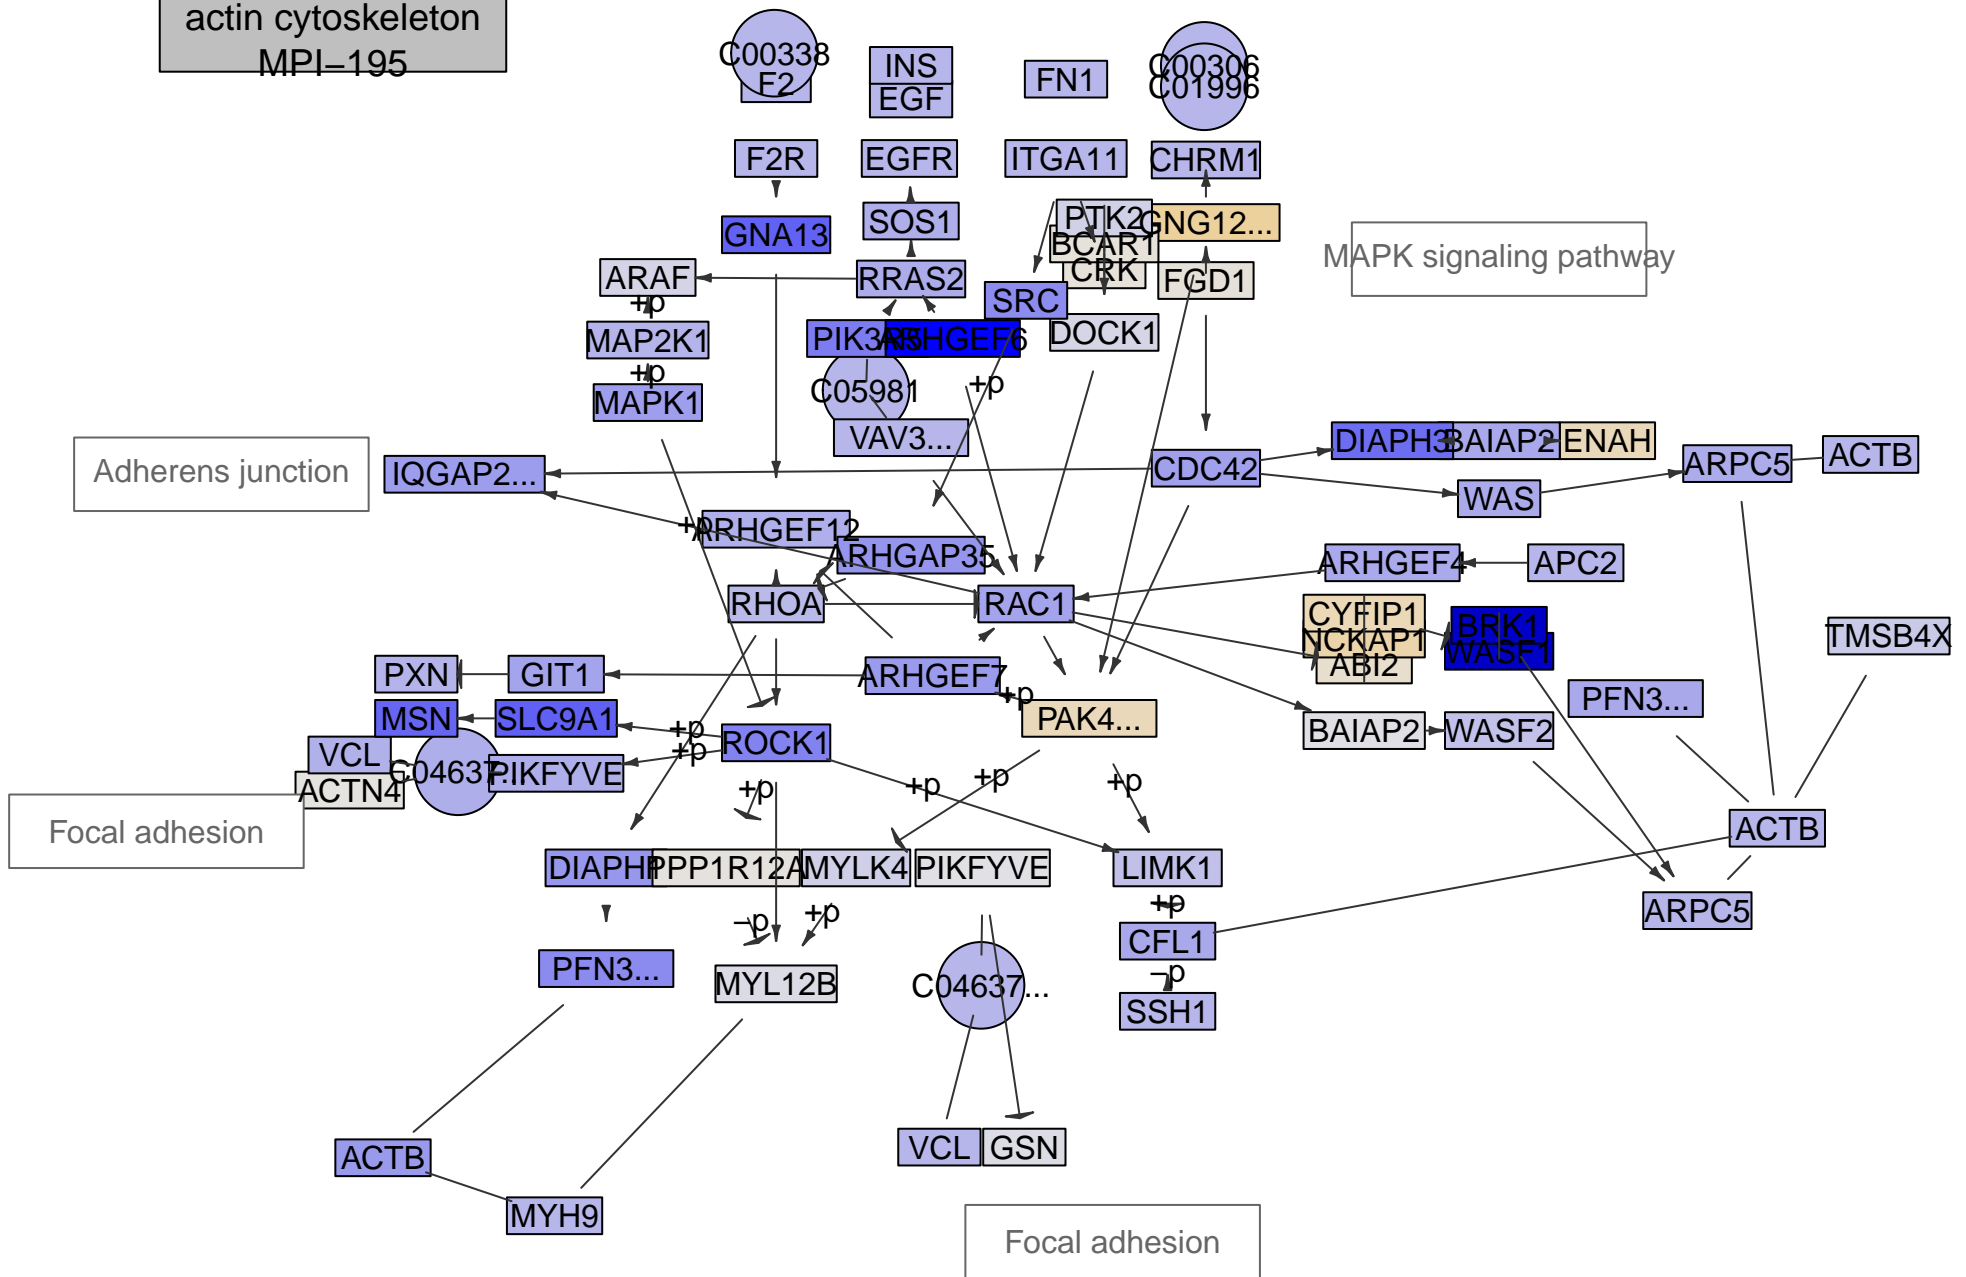 actin cytoskeleton
MPI–195
C00338
F2
INS
EGF
FN1
C00306
C01996
F2R
EGFR
ITGA11
CHRM1
GNA13
SOS1
PTK2
GNG12...
BCAR1
CRK
FGD1
MAPK signaling pathway
ARAF
RRAS2
SRC
+p
MAP2K1
ARHGEF6
DOCK1
+p
MAPK1
C05981
+p
VAV3...
DIAPH3
BAIAP2
ENAH
ACTB
Adherens junction
IQGAP2...
CDC42
ARPC5
WAS
+p
ARHGEF12
ARHGAP35
ARHGEF4
APC2
RHOA
RAC1
CYFIP1
NCKAP1
ABI2
BRK1
WASF1
TMSB4X
PXN
GIT1
ARHGEF7
+p
PFN3...
MSN
SLC9A1
+p
ROCK1
PAK4...
BAIAP2
WASF2
VCL
ACTN4
C04637...
PIKFYVE
+p
+p
+p
+p
+p
Focal adhesion
ACTB
PPP1R12A
MYLK4
PIKFYVE
LIMK1
+p
ARPC5
–p
+p
CFL1
PFN3...
MYL12B
C04637...
–p
SSH1
ACTB
VCL
GSN
MYH9
Focal adhesion